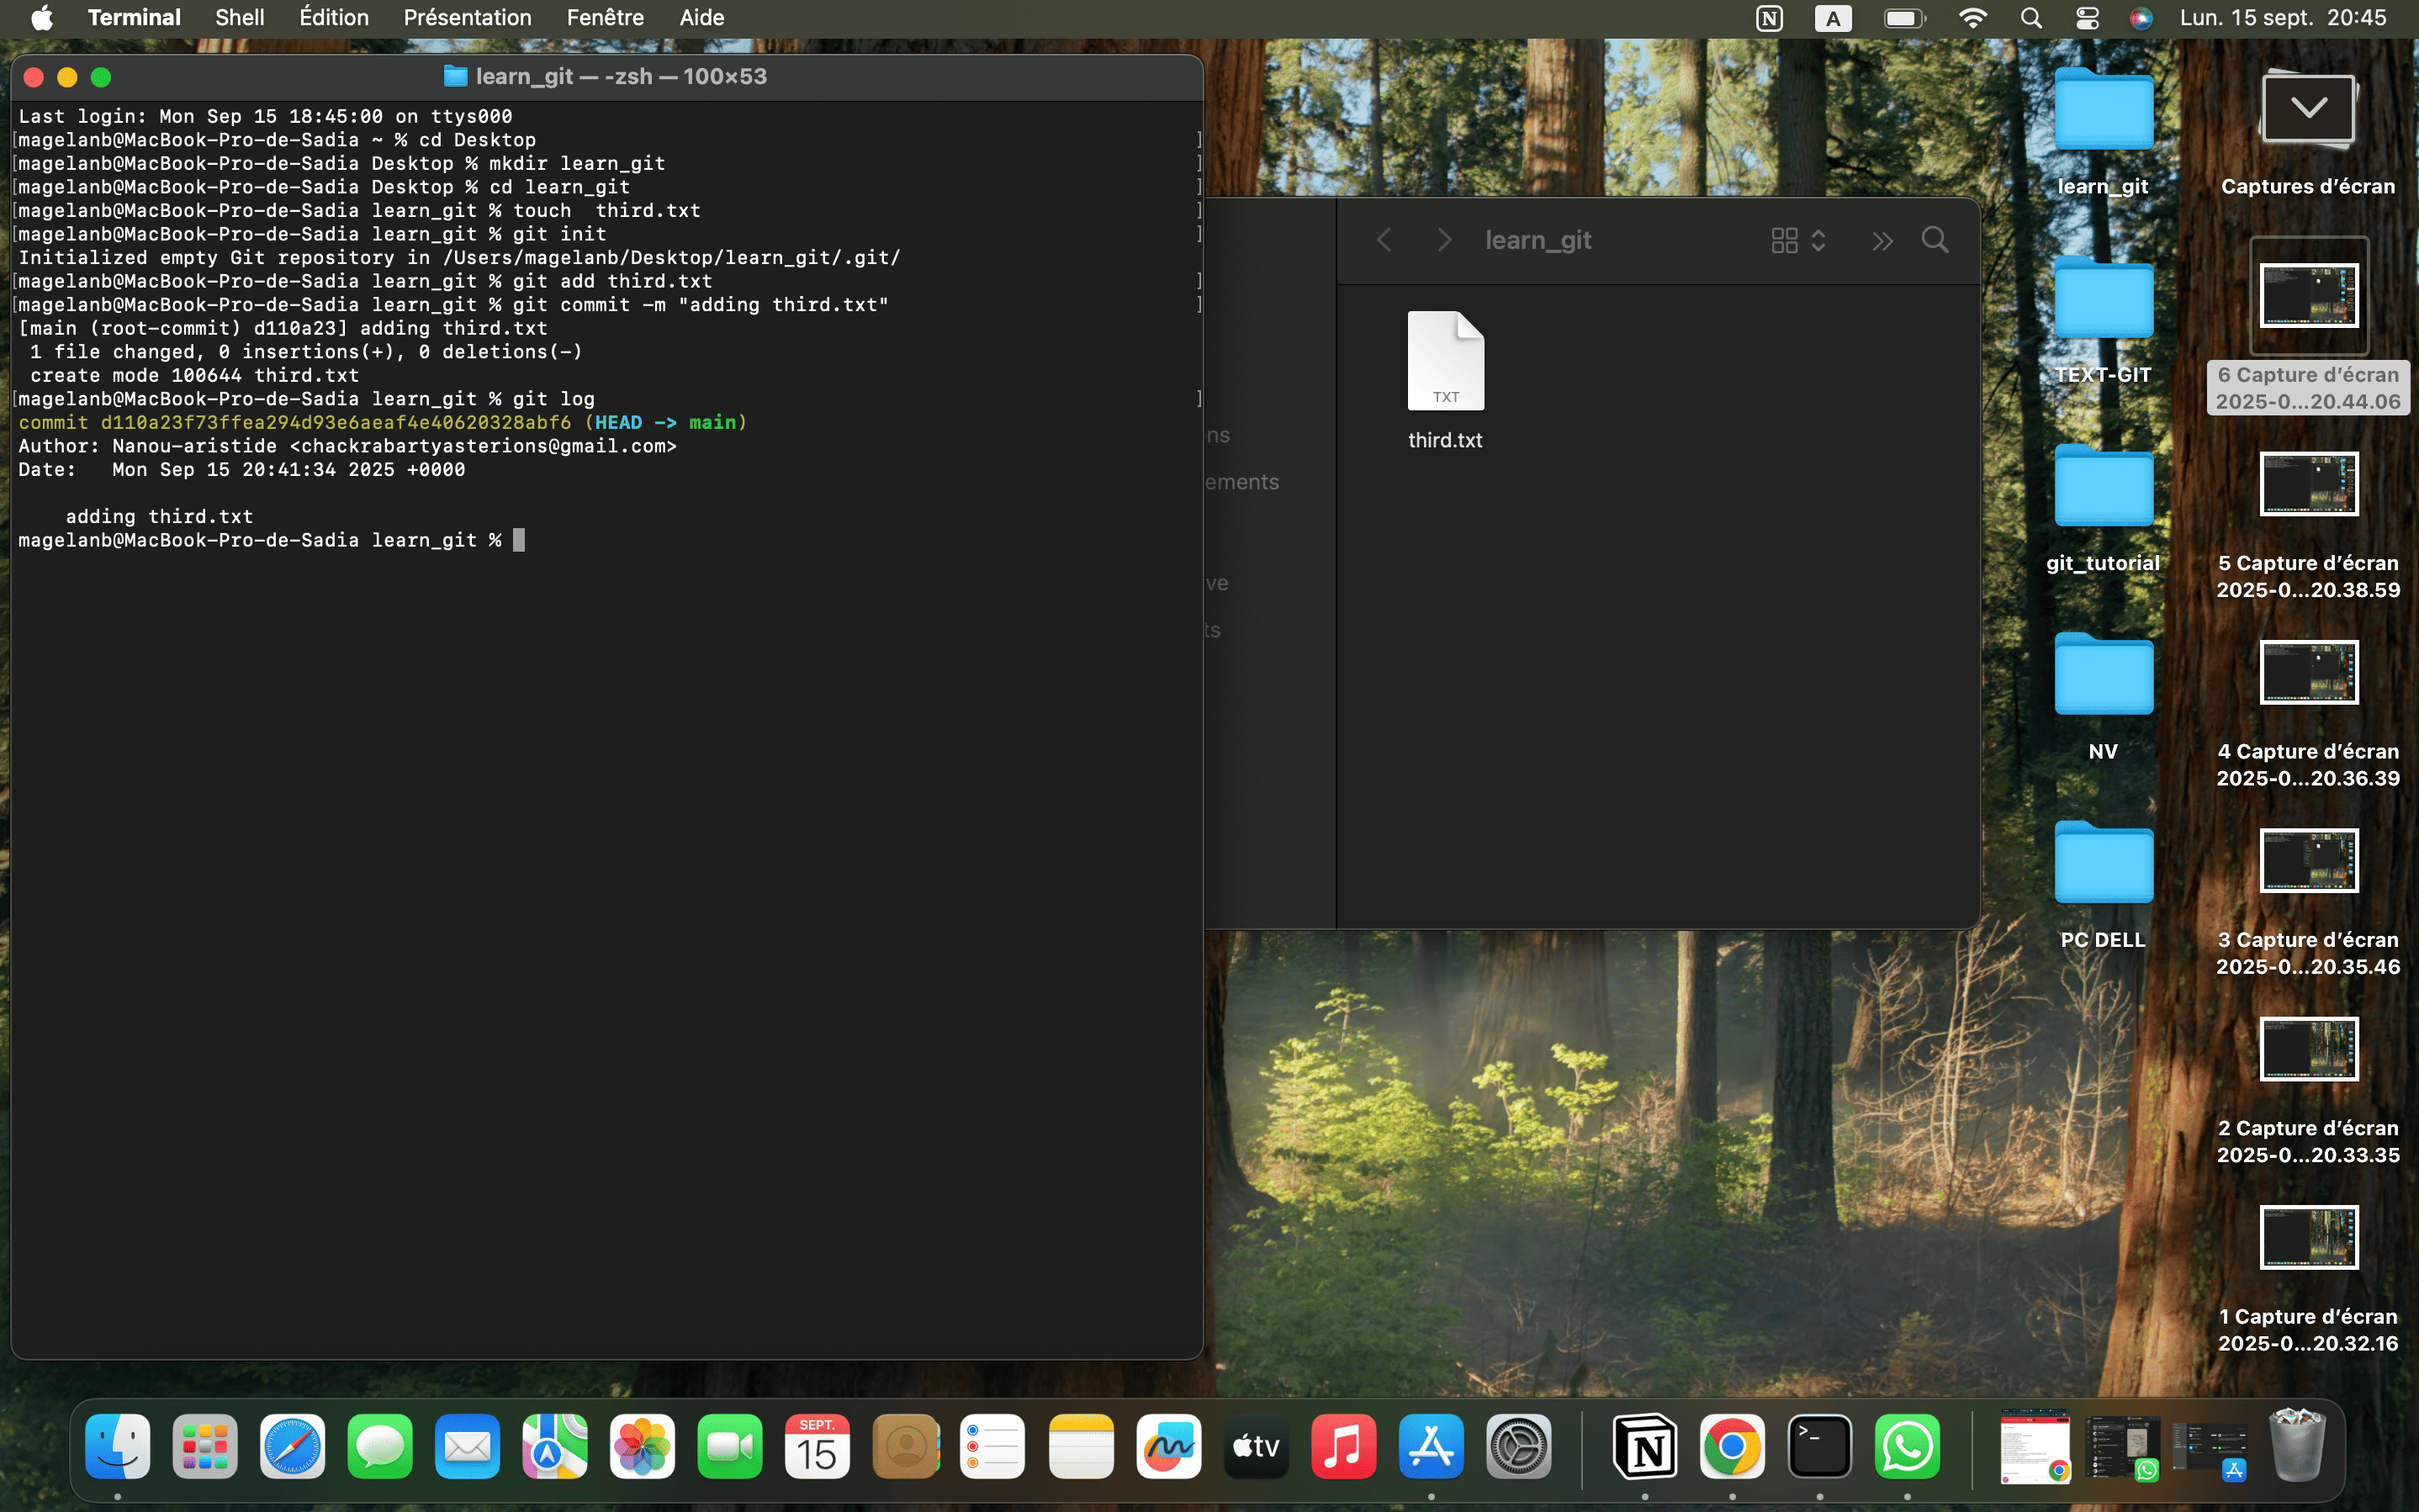 Terminal Shell Édition Présentation Fenêtre Aide
A Lun. 15 sept. 20:45
learn_git — -zsh — 100×53
Last login: Mon Sep 15 18:45:00 on ttys000
[magelanb@MacBook-Pro-de-Sadia ~ % cd Desktop ]
[magelanb@MacBook-Pro-de-Sadia Desktop % mkdir learn_git ]
[magelanb@MacBook-Pro-de-Sadia Desktop % cd learn_git ]
[magelanb@MacBook-Pro-de-Sadia learn_git % touch  third.txt ]
[magelanb@MacBook-Pro-de-Sadia learn_git % git init ]
Initialized empty Git repository in /Users/magelanb/Desktop/learn_git/.git/
[magelanb@MacBook-Pro-de-Sadia learn_git % git add third.txt ]
[magelanb@MacBook-Pro-de-Sadia learn_git % git commit -m "adding third.txt" ]
[main (root-commit) d110a23] adding third.txt
 1 file changed, 0 insertions(+), 0 deletions(-)
 create mode 100644 third.txt
[magelanb@MacBook-Pro-de-Sadia learn_git % git log ]
commit d110a23f73ffea294d93e6aeaf4e40620328abf6 (HEAD -> main)
Author: Nanou-aristide <chackrabartyasterions@gmail.com>
Date:   Mon Sep 15 20:41:34 2025 +0000
    adding third.txt
magelanb@MacBook-Pro-de-Sadia learn_git %
learn_git
ns
ements
ve
ts
TXT
third.txt
learn_git
TEXT-GIT
git_tutorial
NV
PC DELL
Captures d'écran
6 Capture d'écran
2025-0...20.44.06
5 Capture d'écran
2025-0...20.38.59
4 Capture d'écran
2025-0...20.36.39
3 Capture d'écran
2025-0...20.35.46
2 Capture d'écran
2025-0...20.33.35
1 Capture d'écran
2025-0...20.32.16
SEPT.
15
tv
N
>_